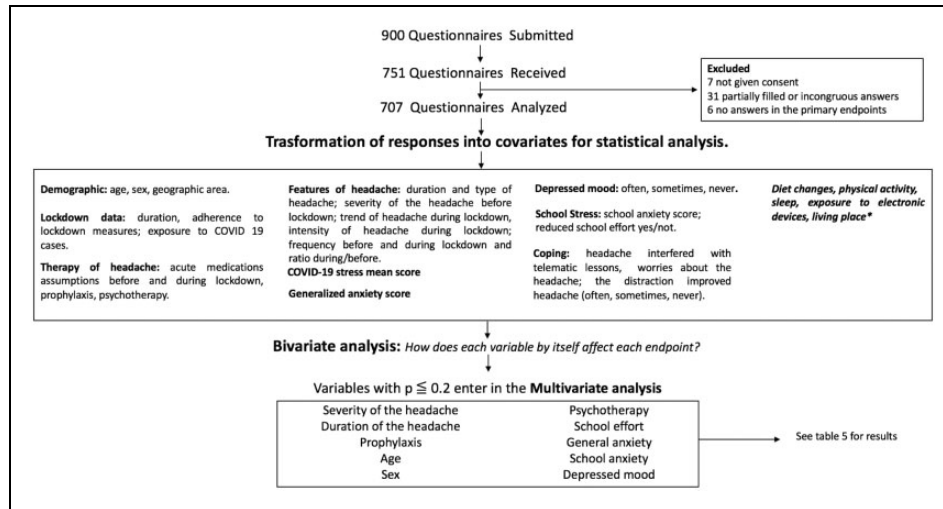 900 Questionnaires Submitted
751 Questionnaires Received
Excluded
7 not given consent
31 partially filled or incongruous answers
6 no answers in the primary endpoints
707 Questionnaires Analyzed
Trasformation of responses into covariates for statistical analysis.
Demographic: age, sex, geographic area.
Lockdown data: duration, adherence to
lockdown measures; exposure to COVID 19
cases.
Therapy of headache: acute medications
assumptions before and during lockdown,
prophylaxis, psychotherapy.
Features of headache: duration and type of
headache; severity of the headache before
lockdown; trend of headache during lockdown,
intensity of headache during lockdown;
frequency before and during lockdown and
ratio during/before.
COVID-19 stress mean score
Generalized anxiety score
Depressed mood: often, sometimes, never.
School Stress: school anxiety score;
reduced school effort yes/not.
Coping: headache interfered with
telematic lessons, worries about the
headache; the distraction improved
headache (often, sometimes, never).
Diet changes, physical activity,
sleep, exposure to electronic
devices, living place*
Bivariate analysis: How does each variable by itself affect each endpoint?
Variables with p ≦ 0.2 enter in the Multivariate analysis
Severity of the headache
Duration of the headache
Prophylaxis
Age
Sex
Psychotherapy
School effort
General anxiety
School anxiety
Depressed mood
See table 5 for results